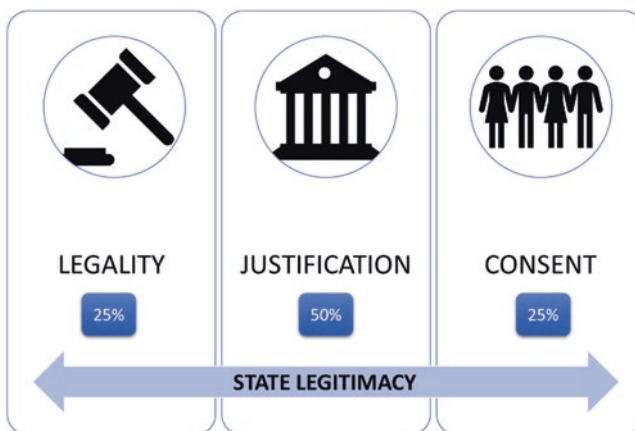 LEGALITY
JUSTIFICATION
CONSENT
25%
50%
25%
STATE LEGITIMACY